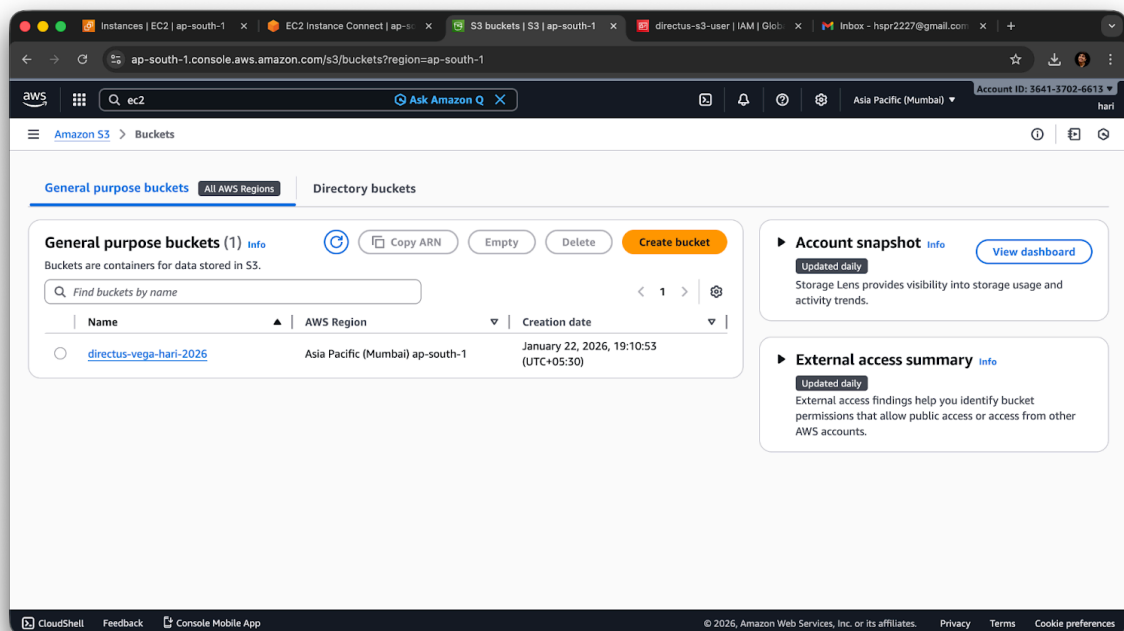 Instances | EC2 | ap-south-1
EC2 Instance Connect | ap-s
S3 buckets | S3 | ap-south-1
directus-s3-user | IAM | Glob
Inbox - hspr2227@gmail.com
ap-south-1.console.aws.amazon.com/s3/buckets?region=ap-south-1
aws
ec2
Ask Amazon Q
Asia Pacific (Mumbai)
Account ID: 3641-3702-6613
hari
Amazon S3 > Buckets
General purpose buckets All AWS Regions
Directory buckets
General purpose buckets (1) Info
Copy ARN
Empty
Delete
Create bucket
Buckets are containers for data stored in S3.
Find buckets by name
1
Name
AWS Region
Creation date
directus-vega-hari-2026
Asia Pacific (Mumbai) ap-south-1
January 22, 2026, 19:10:53
(UTC+05:30)
Account snapshot Info
View dashboard
Updated daily
Storage Lens provides visibility into storage usage and
activity trends.
External access summary Info
Updated daily
External access findings help you identify bucket
permissions that allow public access or access from other
AWS accounts.
CloudShell
Feedback
Console Mobile App
© 2026, Amazon Web Services, Inc. or its affiliates.
Privacy
Terms
Cookie preferences